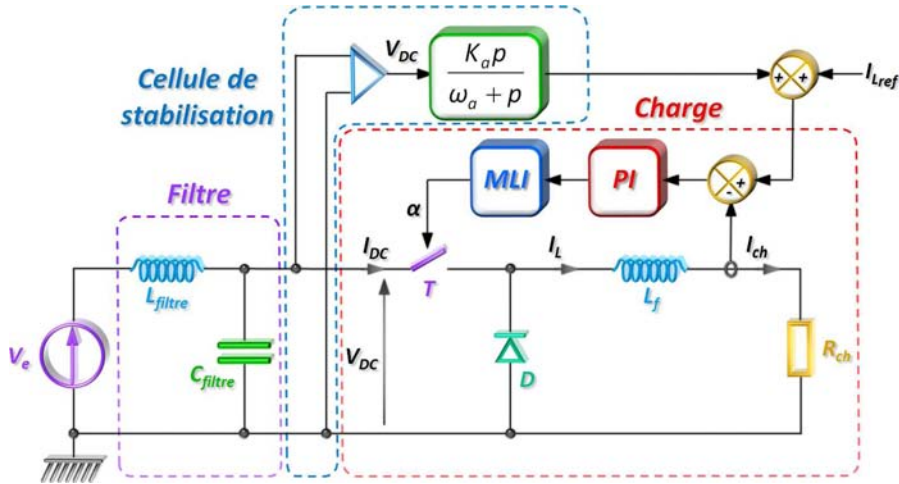 Cellule de
stabilisation
V_DC
K_a p
ω_a + p
I_Lref
+ +
Charge
MLI
PI
+
-
α
Filtre
L_filtre
I_DC
T
I_L
L_f
I_ch
V_e
C_filtre
V_DC
D
R_ch